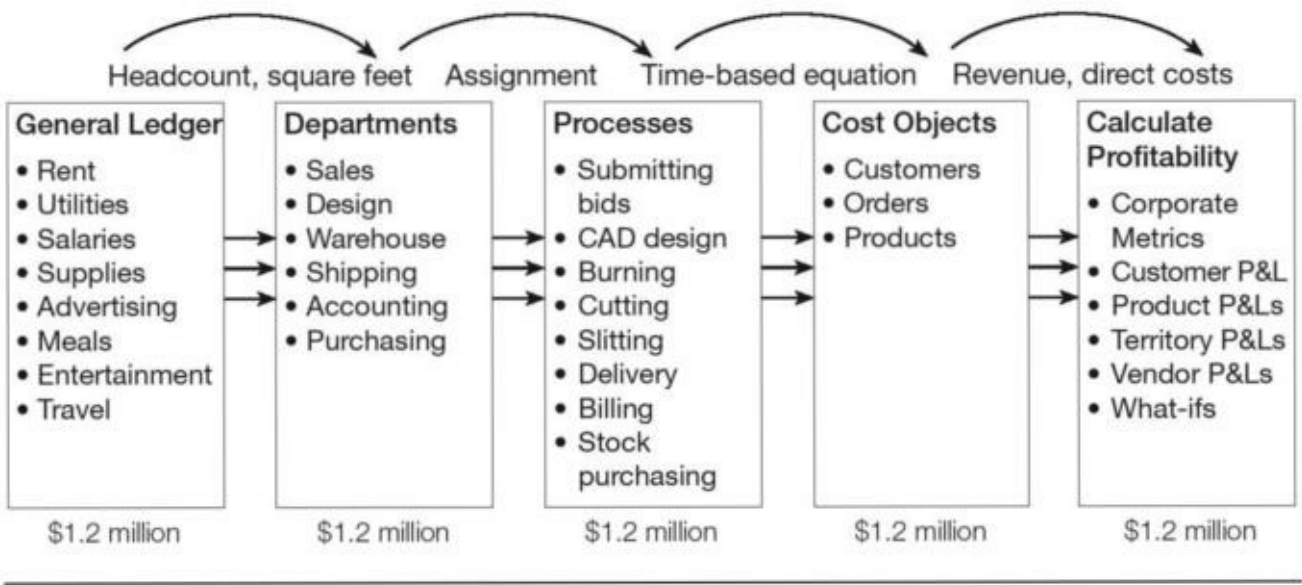 Headcount, square feet
Assignment
Time-based equation
Revenue, direct costs
General Ledger
• Rent
• Utilities
• Salaries
• Supplies
• Advertising
• Meals
• Entertainment
• Travel
$1.2 million
Departments
• Sales
• Design
• Warehouse
• Shipping
• Accounting
• Purchasing
$1.2 million
Processes
• Submitting
bids
• CAD design
• Burning
• Cutting
• Slitting
• Delivery
• Billing
• Stock
purchasing
$1.2 million
Cost Objects
• Customers
• Orders
• Products
$1.2 million
Calculate
Profitability
• Corporate
Metrics
• Customer P&L
• Product P&Ls
• Territory P&Ls
• Vendor P&Ls
• What-ifs
$1.2 million